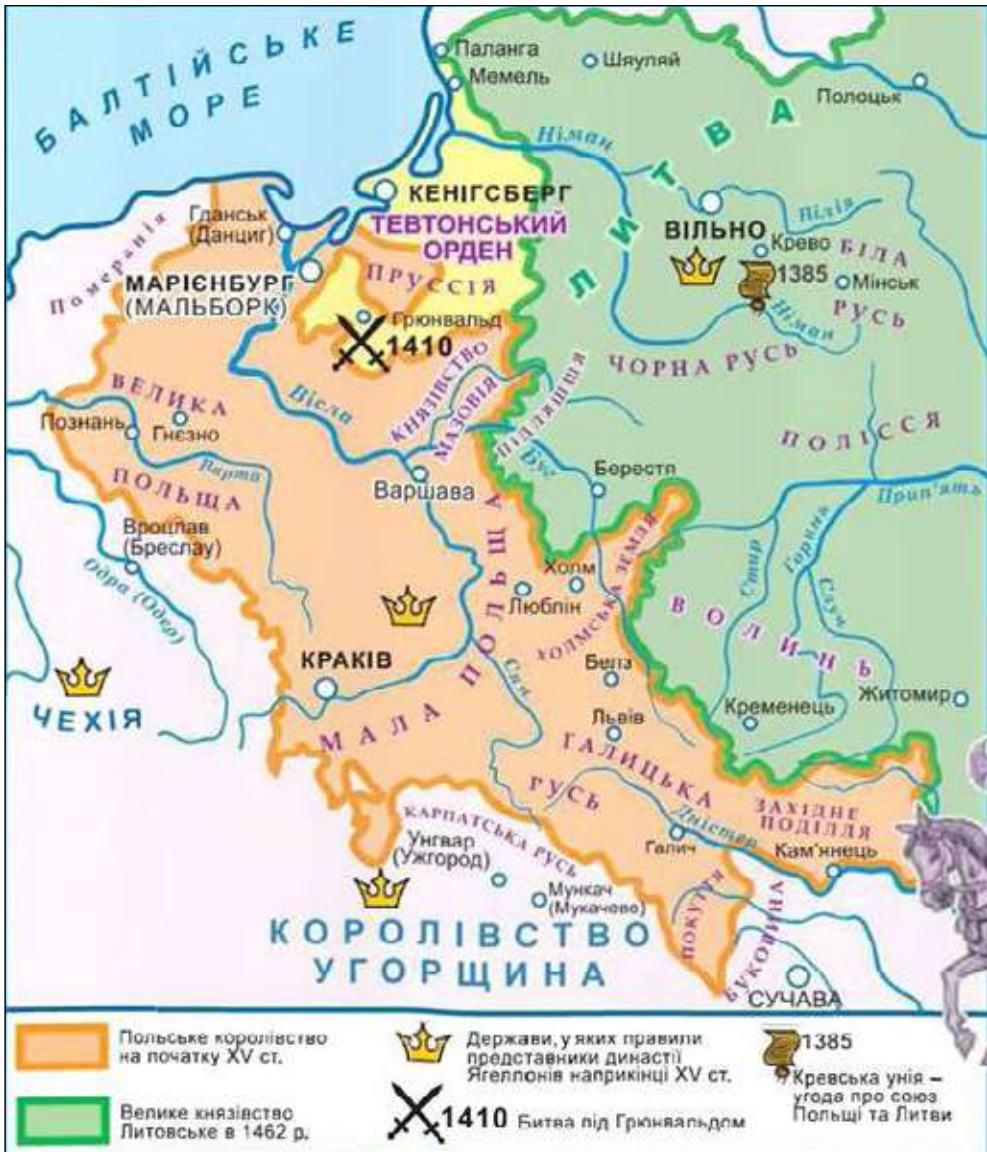 БАЛТІЙСЬКЕ
МОРЕ
Паланга
Мемель
Шяуляй
Полоцьк
ЛИТВА
Німан
КЕНІГСБЕРГ
ТЕВТОНСЬКИЙ
ОРДЕН
ВІЛЬНО
Вілія
Крево
1385
БІЛА
РУСЬ
Мінськ
Німан
Померанія
Гданськ
(Данциг)
МАРІЄНБУРГ
(МАЛЬБОРК)
ПРУССІЯ
Грюнвальд
1410
ЧОРНА РУСЬ
КНЯЗІВСТВО
МАЗОВІЯ
ПІДЛЯШШЯ
ПОЛІССЯ
ВЕЛИКА
ПОЛЬЩА
Познань
Гнєзно
Вісла
Варта
Варшава
Буг
Берестя
Прип'ять
Вроцлав
(Бреслау)
Одра (Одер)
МАЛА ПОЛЬЩА
Люблін
Холм
ХОЛМСЬКА ЗЕМЛЯ
Стир
Горинь
Случ
ВОЛИНЬ
КРАКІВ
Сян
Белз
Львів
Кременець
Житомир
ЧЕХІЯ
ГАЛИЦЬКА
РУСЬ
ЗАХІДНЕ
ПОДІЛЛЯ
Дністер
Галич
Кам'янець
КАРПАТСЬКА РУСЬ
Унгвар
(Ужгород)
Мункач
(Мукачево)
ПОКУТТЯ
БУКОВИНА
СУЧАВА
КОРОЛІВСТВО
УГОРЩИНА
Польське королівство
на початку XV ст.
Велике князівство
Литовське в 1462 р.
Держави, у яких правили
представники династії
Ягеллонів наприкінці XV ст.
1410 Битва під Грюнвальдом
1385
Кревська унія –
угода про союз
Польщі та Литви